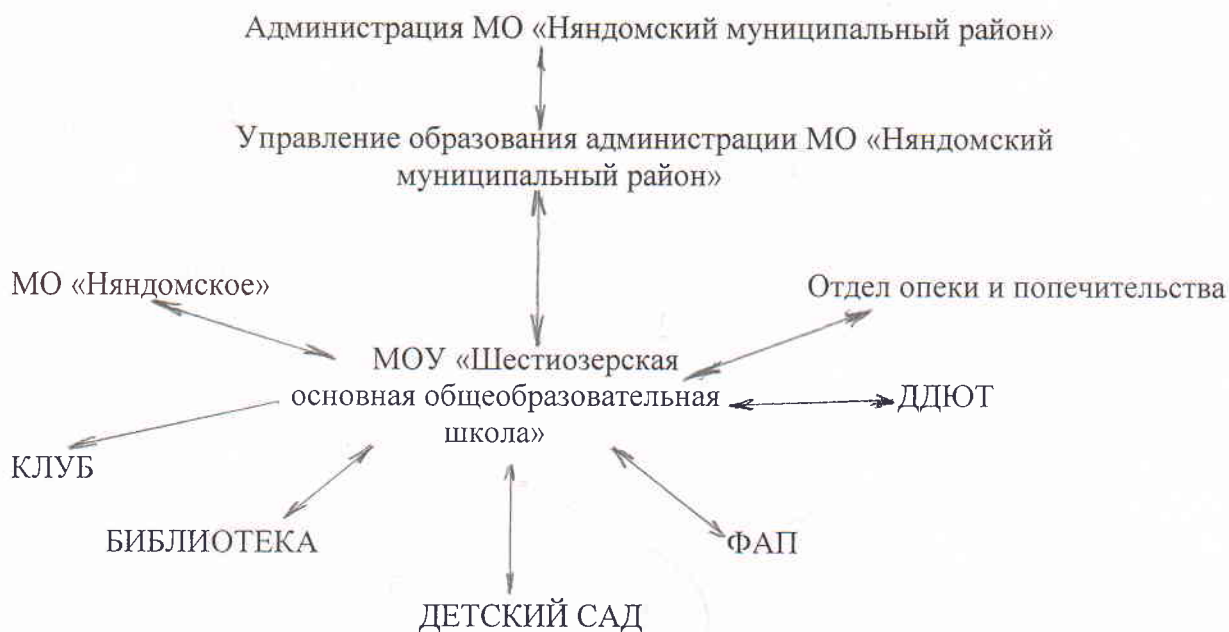 Администрация МО «Няндомский муниципальный район»
Управление образования администрации МО «Няндомский
муниципальный район»
МО «Няндомское»
Отдел опеки и попечительства
МОУ «Шестиозерская
основная общеобразовательная
школа»
ДДЮТ
КЛУБ
БИБЛИОТЕКА
ФАП
ДЕТСКИЙ САД